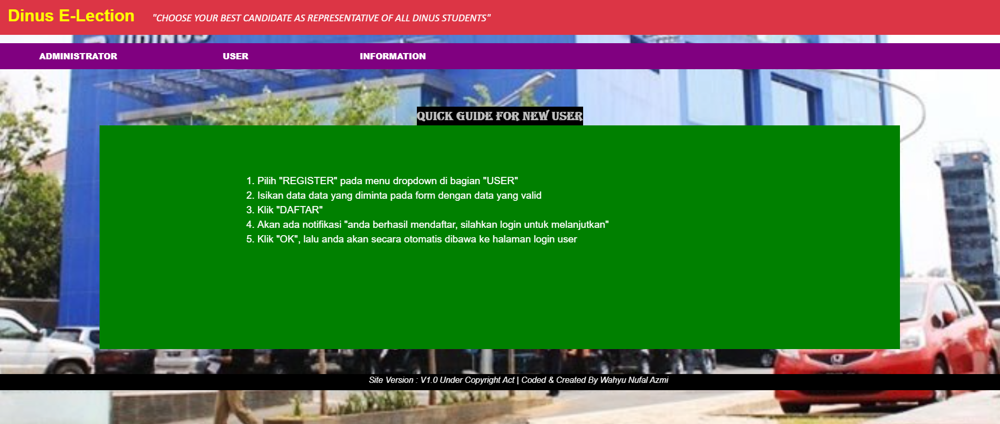 Dinus E-Lection "CHOOSE YOUR BEST CANDIDATE AS REPRESENTATIVE OF ALL DINUS STUDENTS"
UDINUS
ADMINISTRATOR USER INFORMATION
QUICK GUIDE FOR NEW USER
1. Pilih "REGISTER" pada menu dropdown di bagian "USER"
2. Isikan data data yang diminta pada form dengan data yang valid
3. Klik "DAFTAR"
4. Akan ada notifikasi "anda berhasil mendaftar, silahkan login untuk melanjutkan"
5. Klik "OK", lalu anda akan secara otomatis dibawa ke halaman login user
Site Version : V1.0 Under Copyright Act | Coded & Created By Wahyu Nufal Azmi